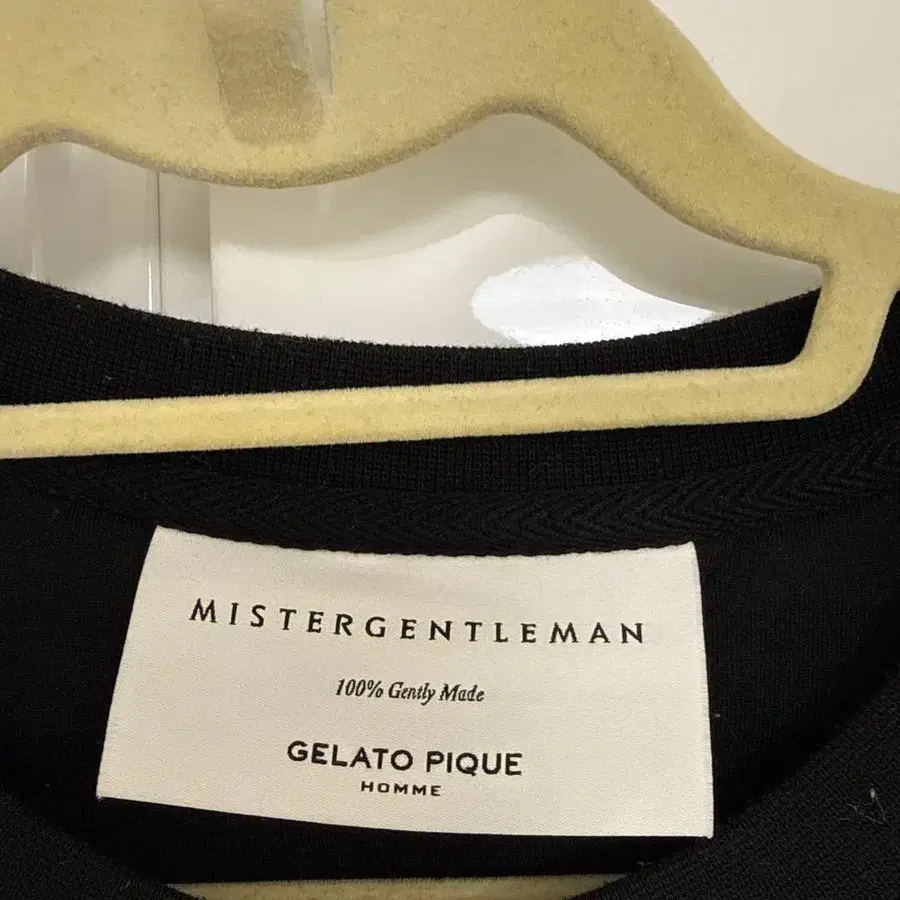 MISTERGENTLEMAN
100% Gently Made
GELATO PIQUE
HOMME